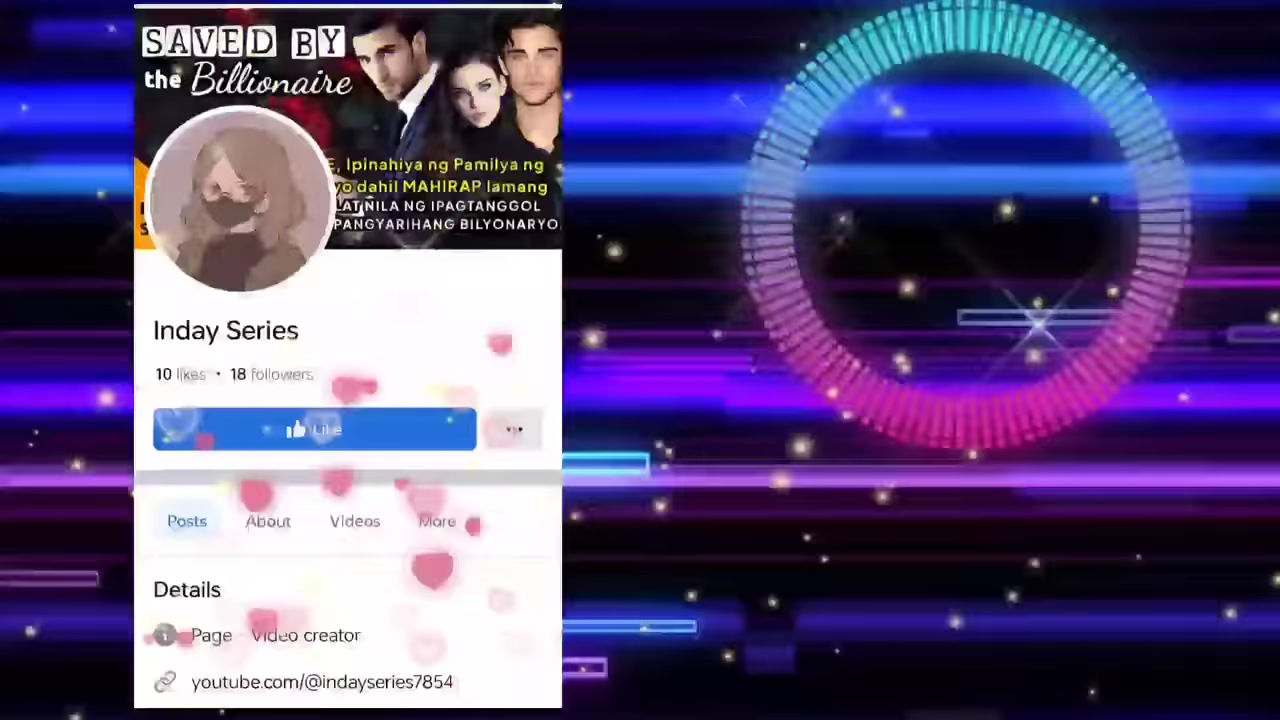 SAVED BY
the Billionaire
E, Ipinahiya ng Pamilya ng
yo dahil MAHIRAP lamang
LAT NILA NG IPAGTANGGOL
PANGYARIHANG BILYONARYO
Inday Series
10 likes • 18 followers
Like
Posts About Videos More
Details
Page · Video creator
youtube.com/@indayseries7854